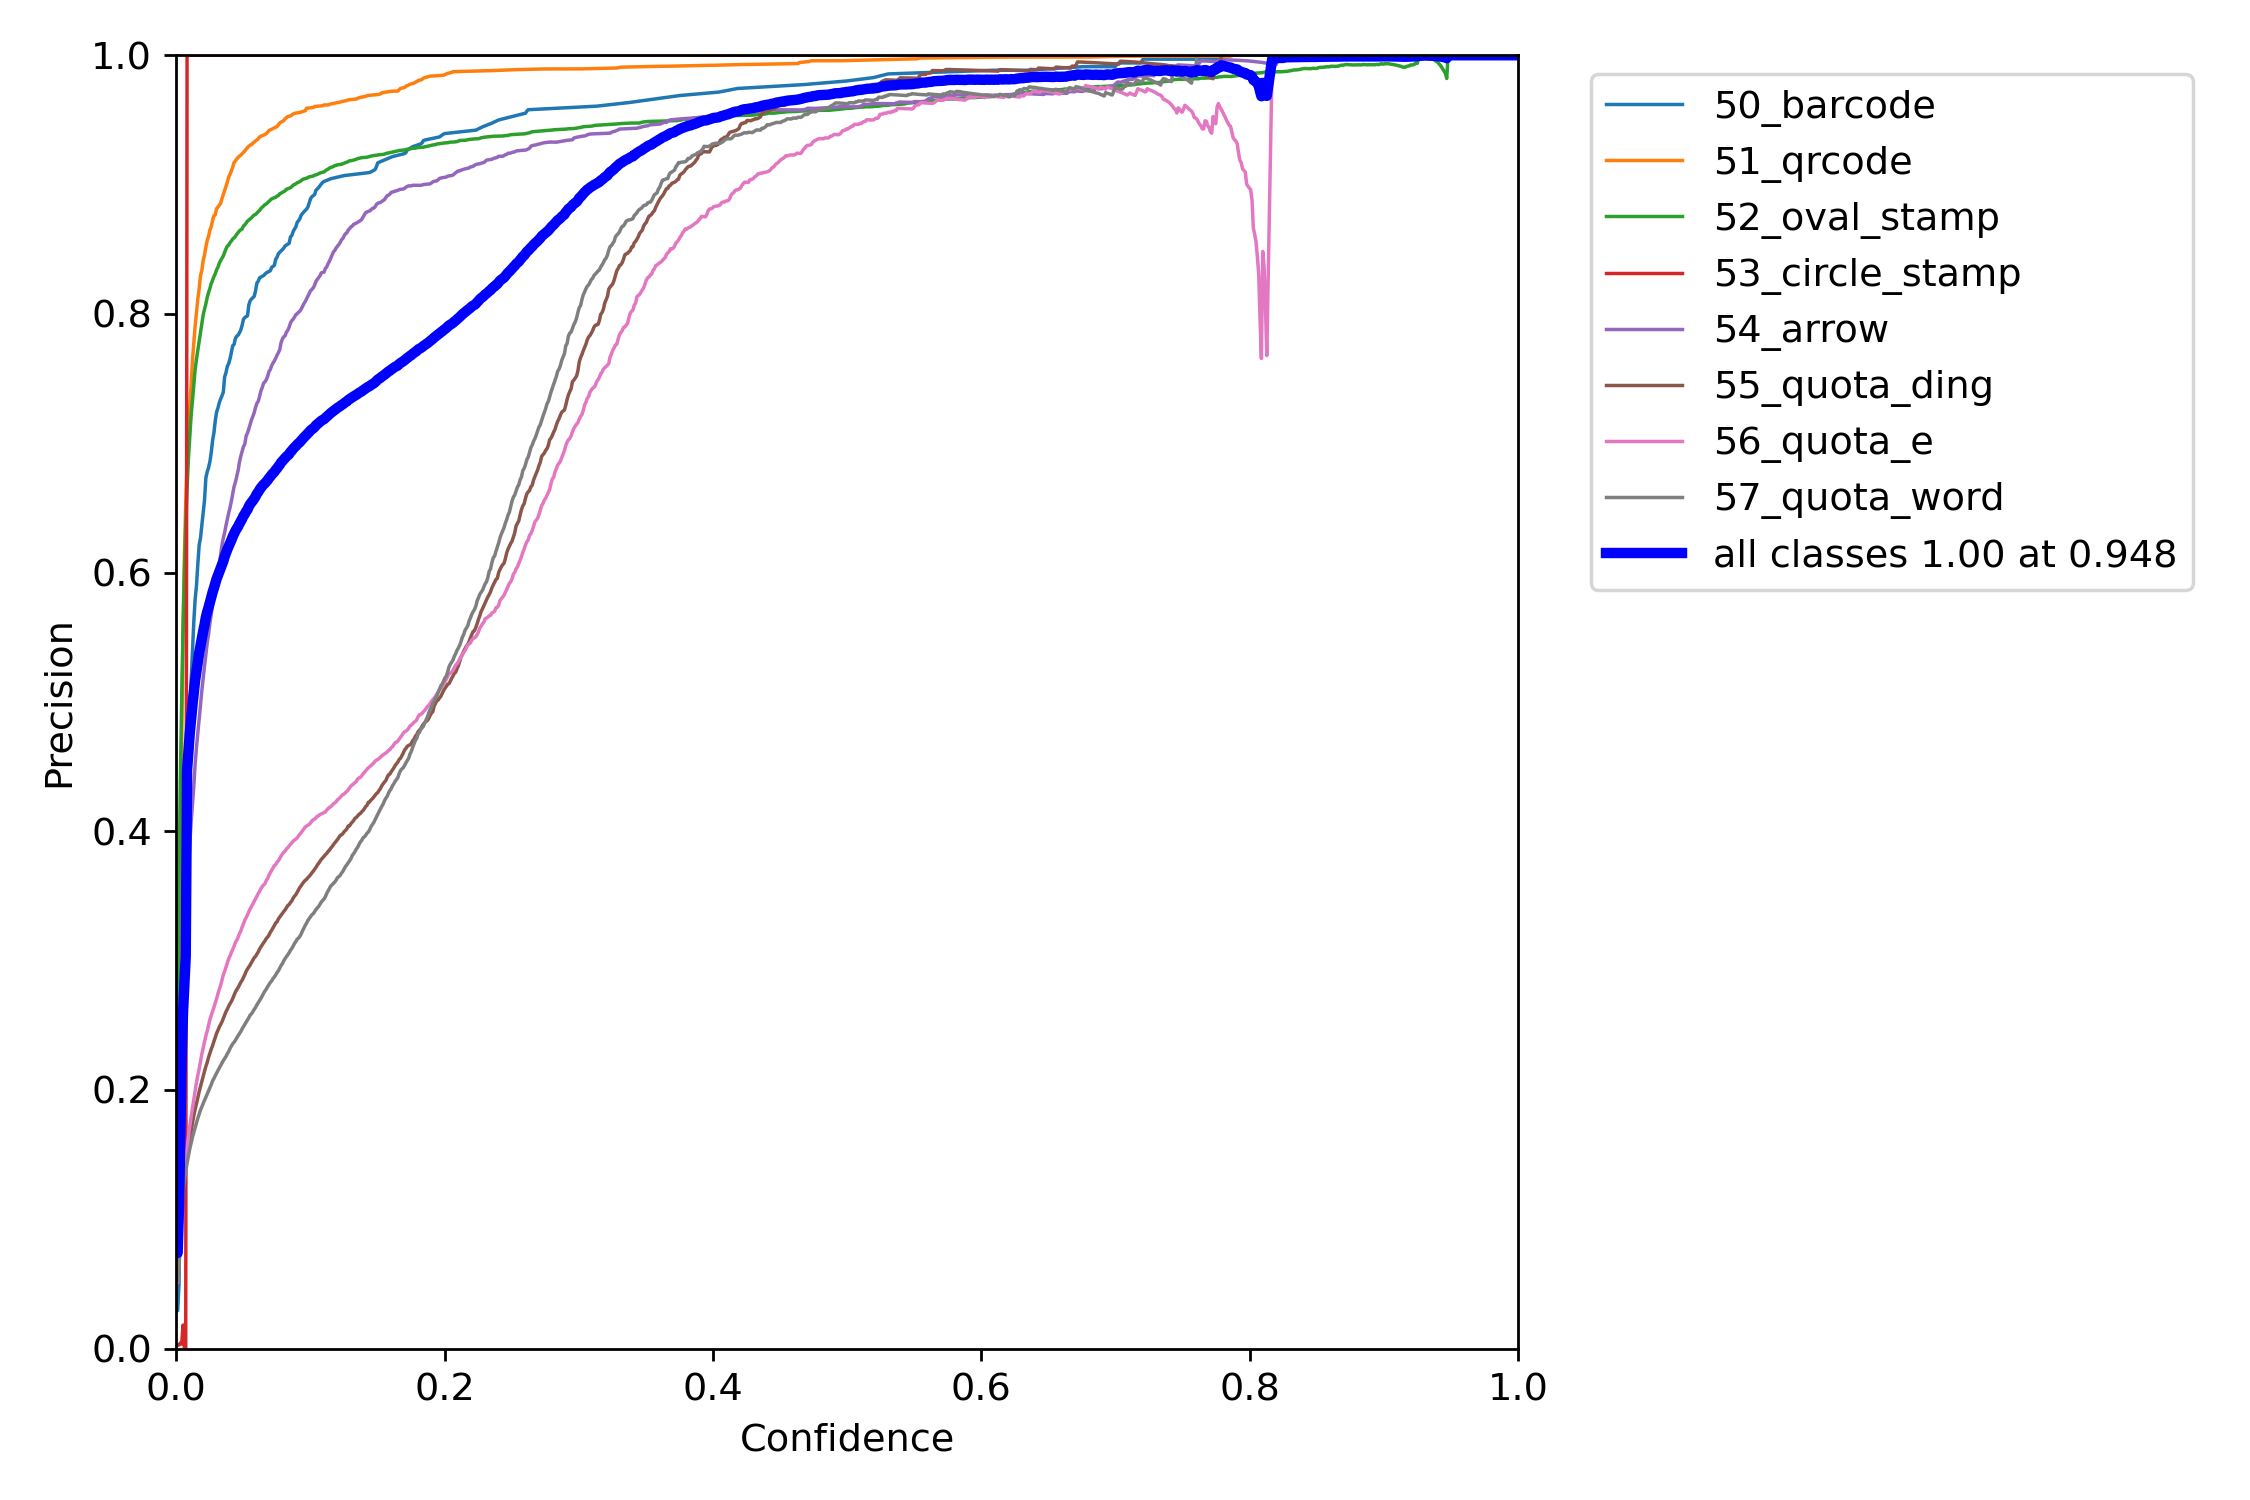 1.0
0.8
0.6
0.4
0.2
0.0
0.0 0.2 0.4 0.6 0.8 1.0
Precision
Confidence
50_barcode
51_qrcode
52_oval_stamp
53_circle_stamp
54_arrow
55_quota_ding
56_quota_e
57_quota_word
all classes 1.00 at 0.948